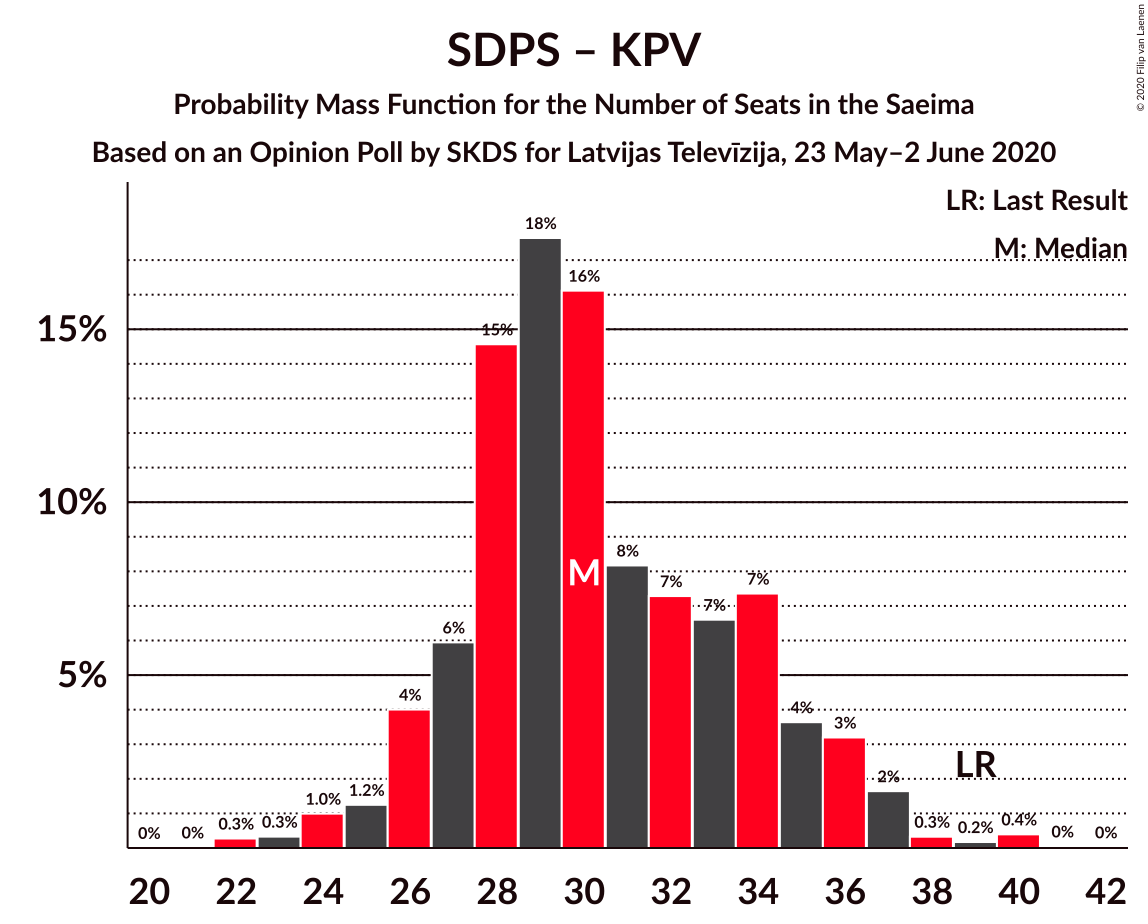 SDPS – KPV
Probability Mass Function for the Number of Seats in the Saeima
Based on an Opinion Poll by SKDS for Latvijas Televīzija, 23 May–2 June 2020
© 2020 Filip van Laenen
LR: Last Result
M: Median
15%
10%
5%
0%
0%
0.3%
0.3%
1.0%
1.2%
4%
6%
15%
18%
16%
8%
7%
7%
7%
4%
3%
2%
0.3%
0.2%
0.4%
0%
0%
M
LR
20 22 24 26 28 30 32 34 36 38 40 42